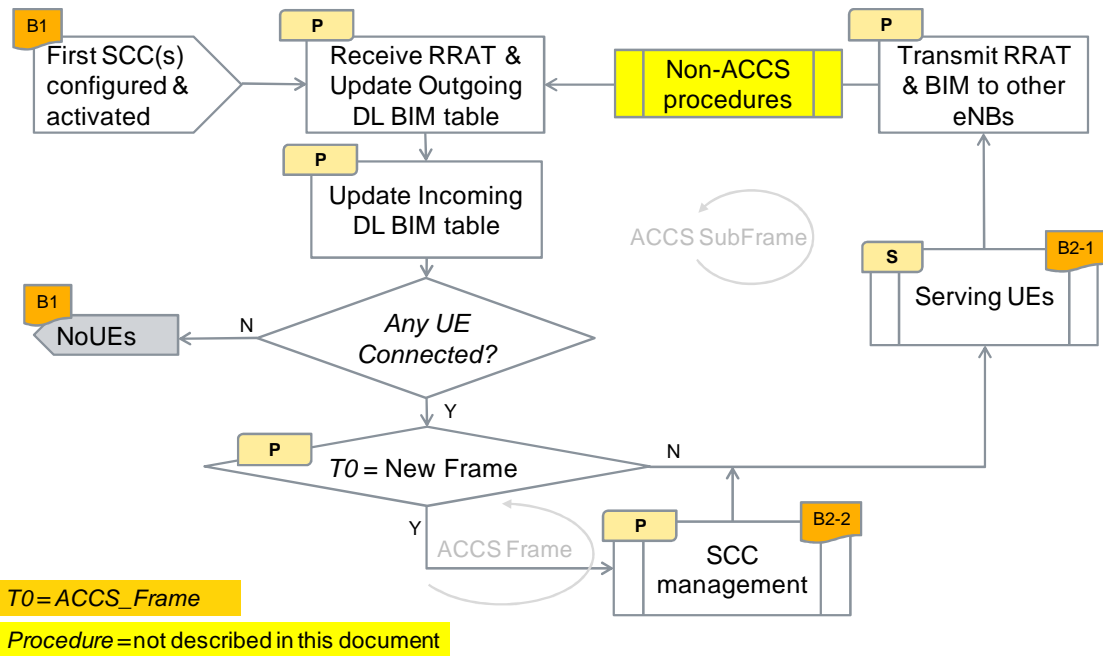 B1
First SCC(s)
configured &
activated
P
Receive RRAT &
Update Outgoing
DL BIM table
Non-ACCS
procedures
P
Transmit RRAT
& BIM to other
eNBs
P
Update Incoming
DL BIM table
ACCS SubFrame
S
B2-1
Serving UEs
B1
NoUEs
N
Any UE
Connected?
Y
P
T0 = New Frame
N
Y
ACCS Frame
P
B2-2
SCC
management
T0 = ACCS_Frame
Procedure = not described in this document